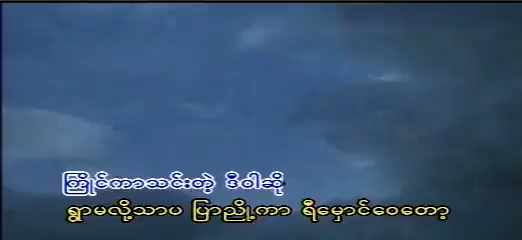 ကြိုင်ကာသင်းတဲ့ ဒီဝါဆို
ရွာမလို့သာပ ပြာညို့ကာ ရီမှောင်ဝေတော့